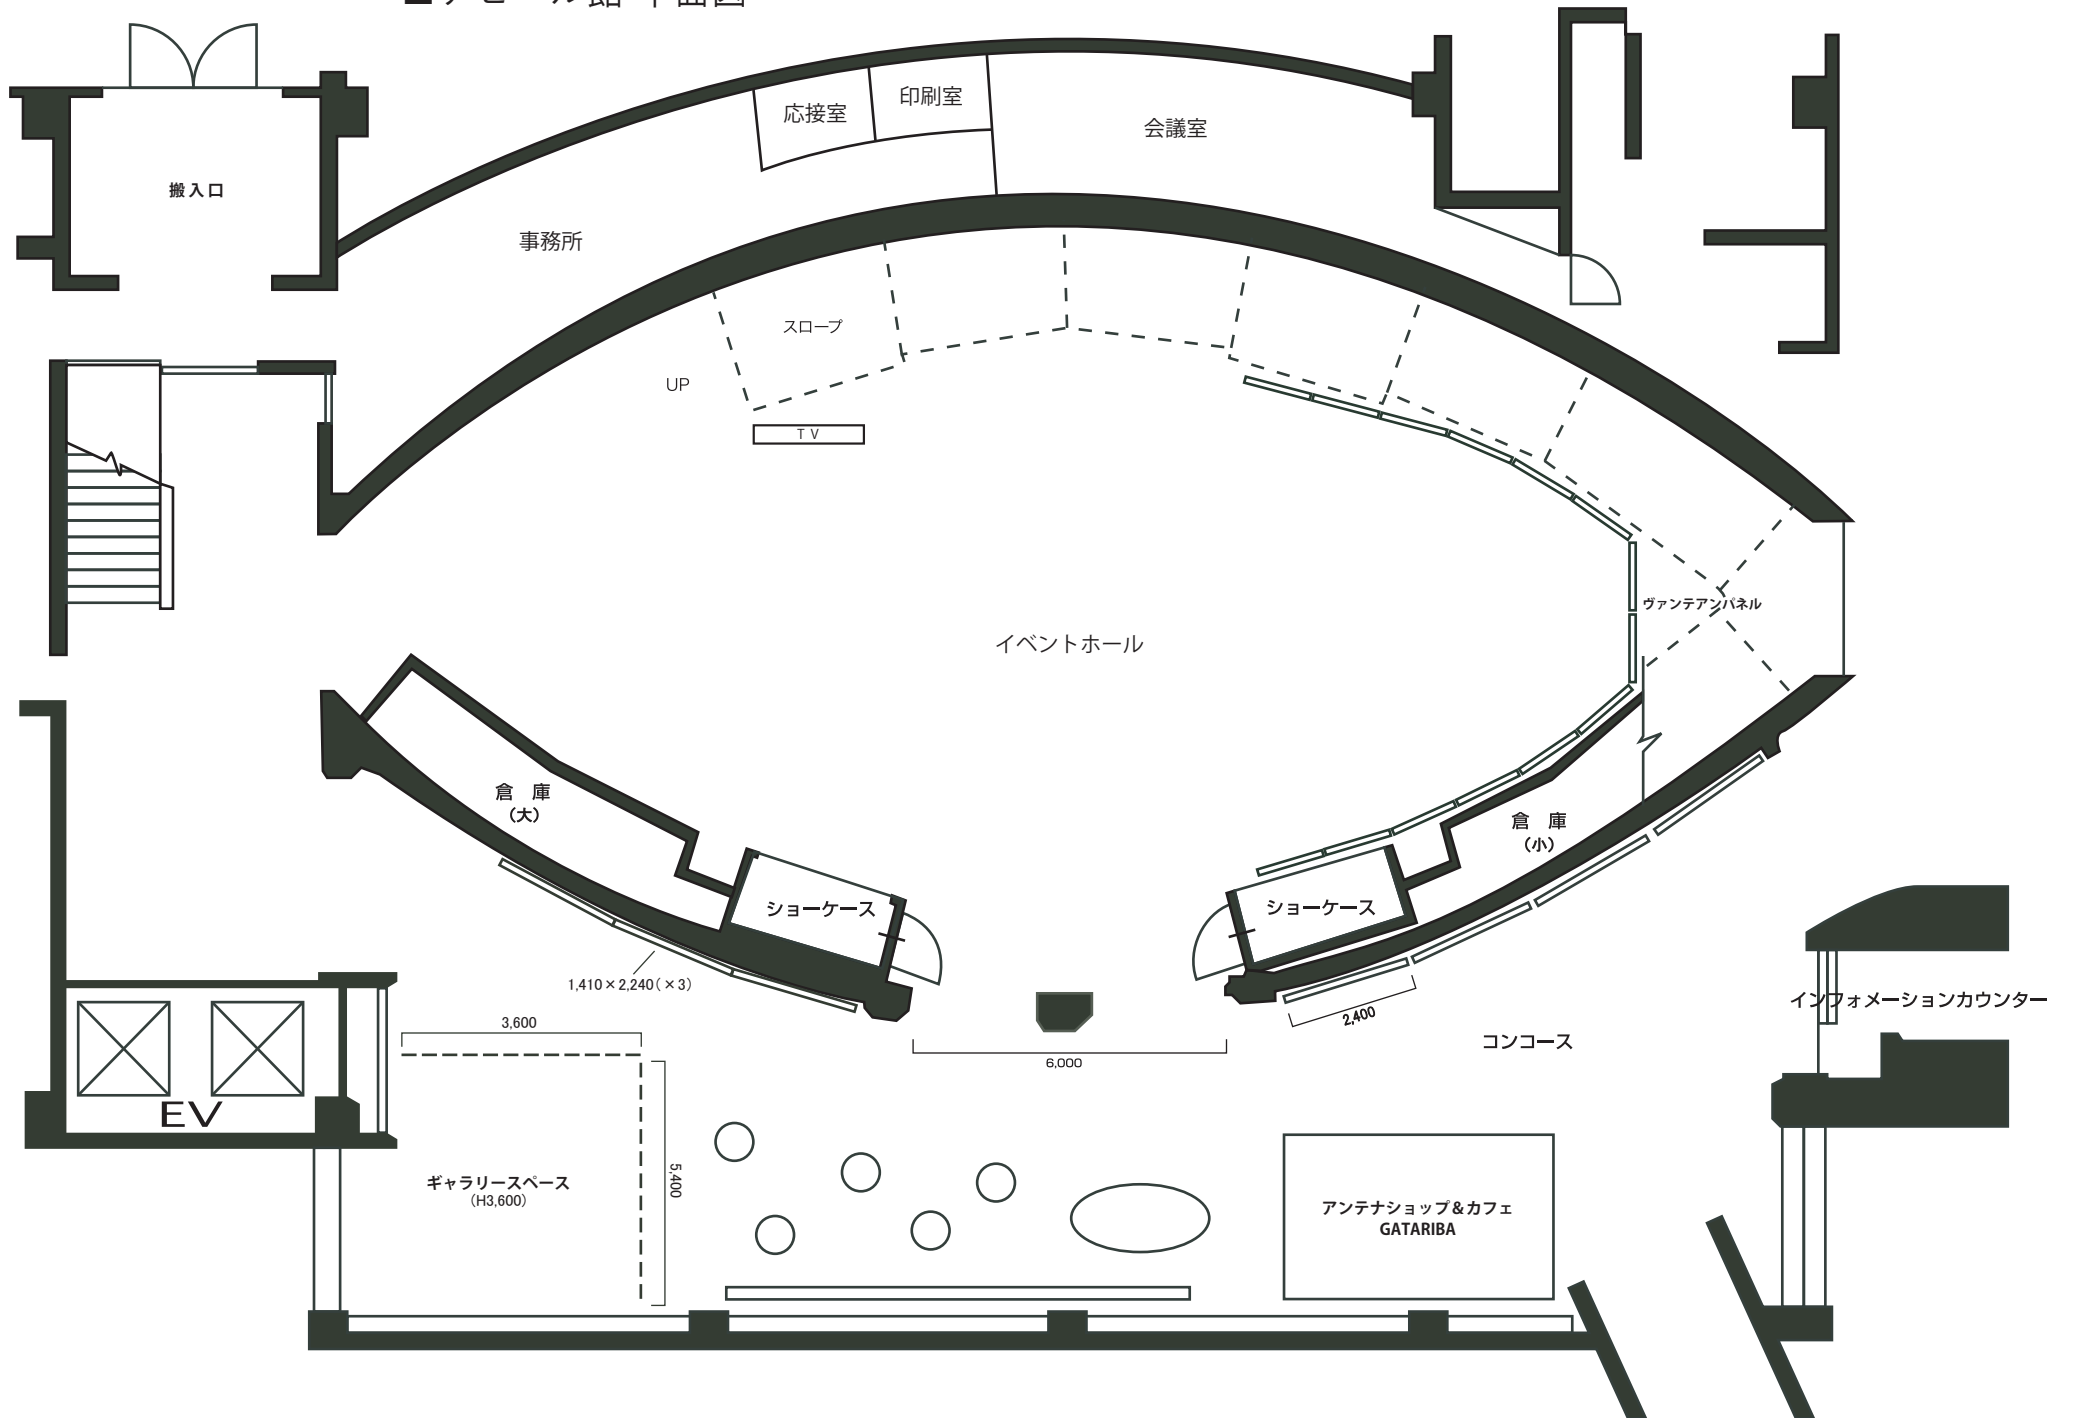 応接室
印刷室
会議室
搬入口
事務所
スロープ
UP
TV
ヴァンテアンパネル
イベントホール
倉 庫
(大)
倉 庫
(小)
ショーケース
ショーケース
1,410×2,240(×3)
インフォメーションカウンター
3,600
2,400
コンコース
6,000
EV
5,400
ギャラリースペース
(H3,600)
アンテナショップ&カフェ
GATARIBA